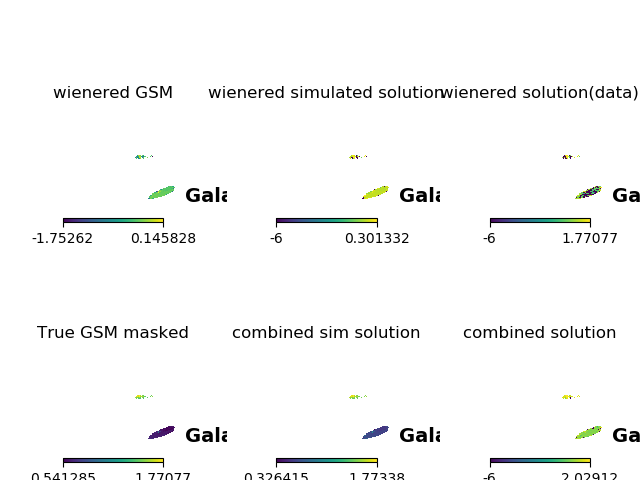 wienered GSM
wienered simulated solution
wienered solution(data)
Gala
Gala
Ga
-1.75262 0.145828
-6 0.301332
-6 1.77077
True GSM masked
combined sim solution
combined solution
Gala
Gala
Ga
0.541285 1.77077
0.326415 1.77338
-6 2.02912